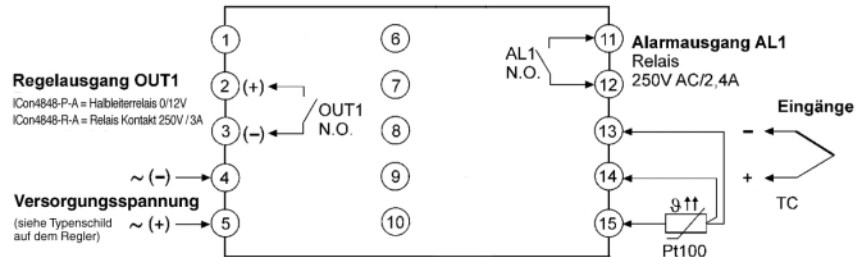 1
6
11
Alarmausgang AL1
AL1
N.O.
Relais
250V AC/2,4A
Regelausgang OUT1
ICon4848-P-A = Halbleiterrelais 0/12V
ICon4848-R-A = Relais Kontakt 250V / 3A
2
(+)
7
12
OUT1
N.O.
3
(−)
8
13
Eingänge
−
+
TC
~ (−)
4
9
14
Versorgungsspannung
(siehe Typenschild
auf dem Regler)
~ (+)
5
10
15
ϑ ↑↑
Pt100